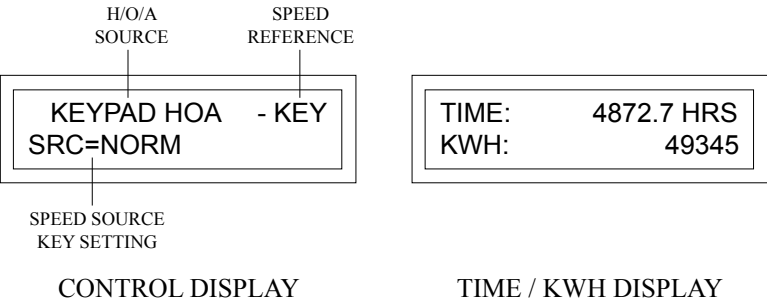 H/O/A
SOURCE
SPEED
REFERENCE
KEYPAD HOA - KEY
SRC=NORM
SPEED SOURCE
KEY SETTING
CONTROL DISPLAY
TIME: 4872.7 HRS
KWH: 49345
TIME / KWH DISPLAY